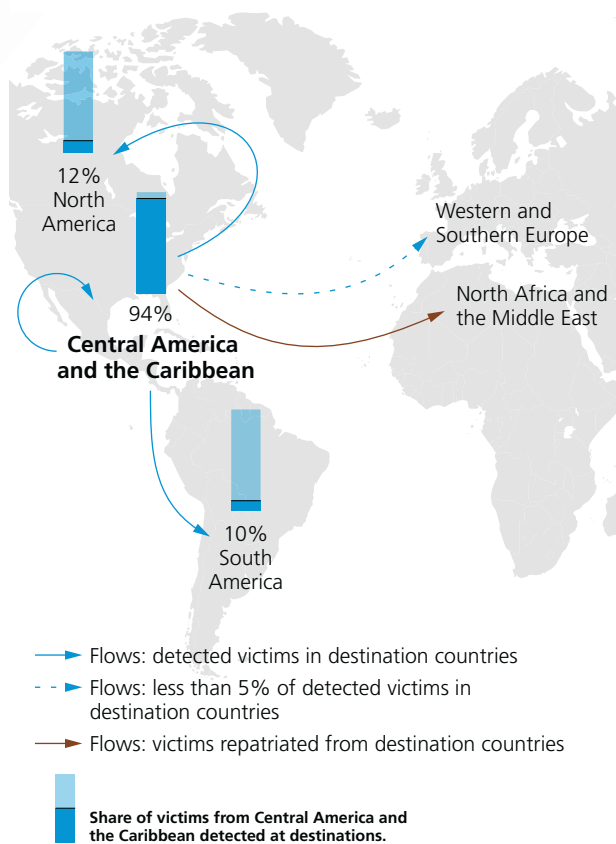 12%
North
America
94%
Central America
and the Caribbean
Western and
Southern Europe
North Africa and
the Middle East
10%
South
America
Flows: detected victims in destination countries
Flows: less than 5% of detected victims in
destination countries
Flows: victims repatriated from destination countries
Share of victims from Central America and
the Caribbean detected at destinations.